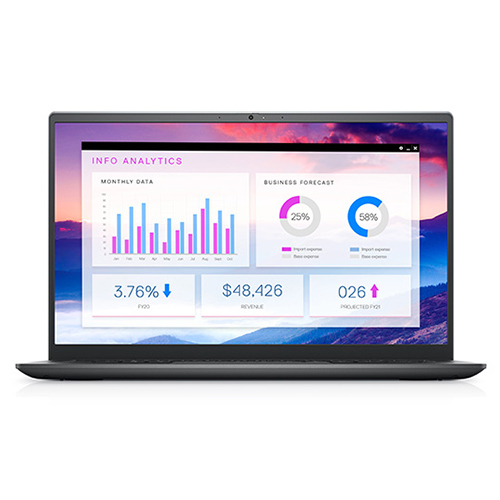 INFO ANALYTICS
MONTHLY DATA
Jan Feb Mar Apr May Jun Jul Aug Sep Oct
BUSINESS FORECAST
25%
58%
Import expense
Base expense
Import expense
Base expense
3.76%
FY20
$48,426
REVENUE
026
PROJECTED FY21